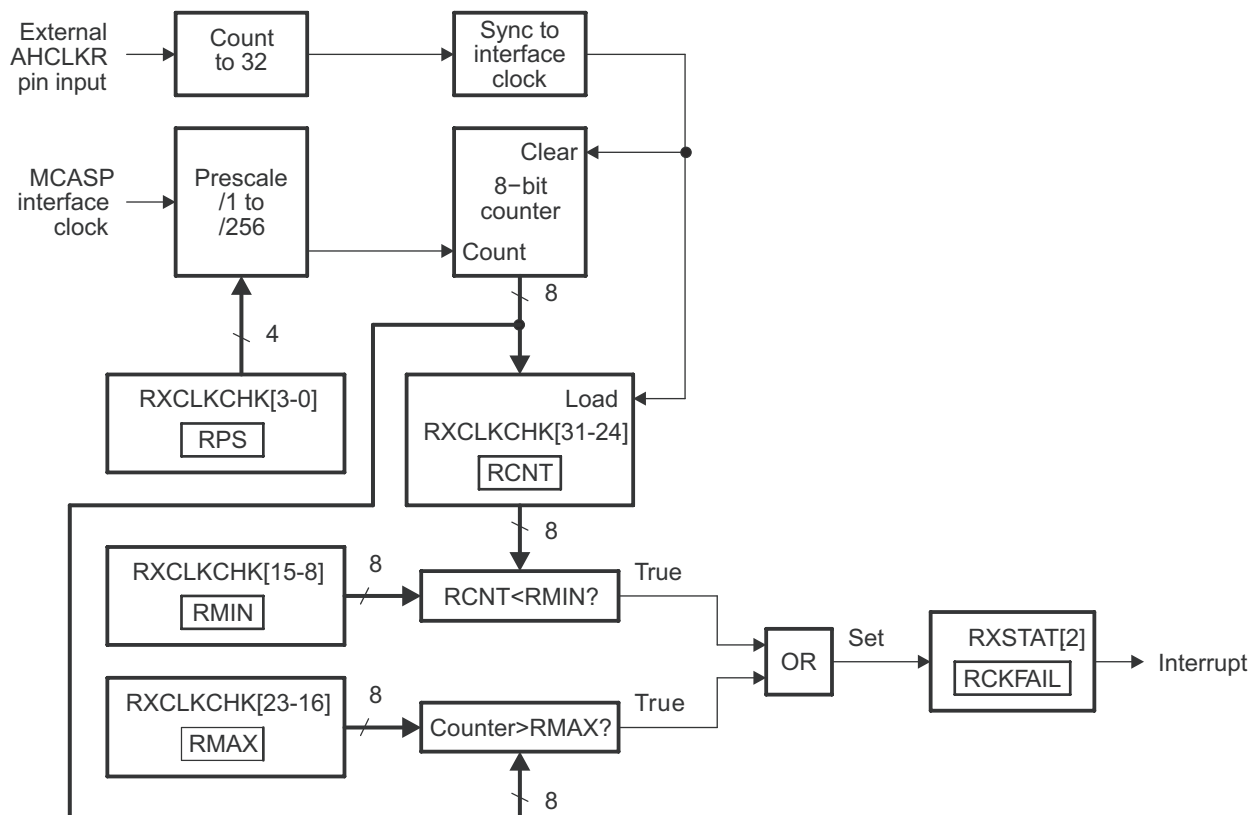 External
AHCLKR
pin input
Count
to 32
Sync to
interface
clock
MCASP
interface
clock
Prescale
/1 to
/256
Clear
8−bit
counter
Count
8
4
RXCLKCHK[3-0]
RPS
Load
RXCLKCHK[31-24]
RCNT
8
RXCLKCHK[15-8]
RMIN
8
RCNT<RMIN?
True
OR
Set
RXSTAT[2]
RCKFAIL
Interrupt
RXCLKCHK[23-16]
RMAX
8
Counter>RMAX?
True
8